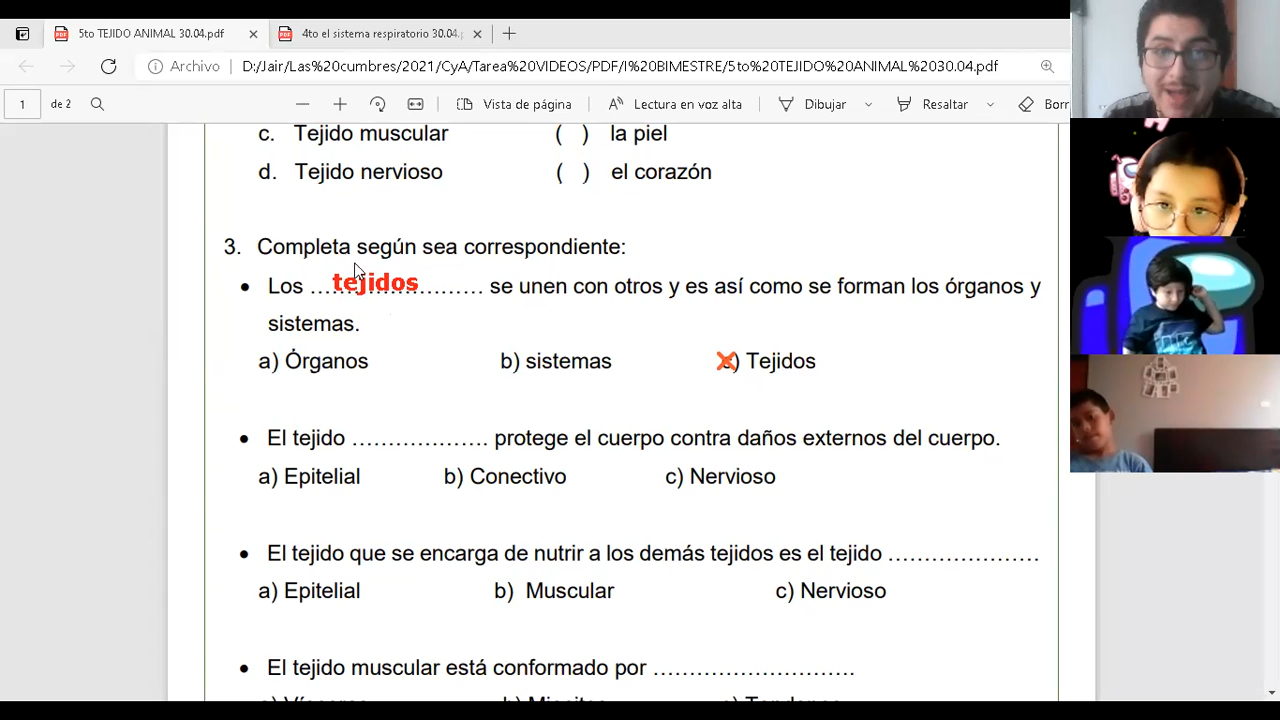 5to TEJIDO ANIMAL 30.04.pdf
4to el sistema respiratorio 30.04.p
Archivo D:/Jair/Las%20cumbres/2021/CyA/Tarea%20VIDEOS/PDF/I%20BIMESTRE/5to%20TEJIDO%20ANIMAL%2030.04.pdf
1 de 2 Vista de página Lectura en voz alta Dibujar Resaltar Borr
c. Tejido muscular ( ) la piel
d. Tejido nervioso ( ) el corazón
3. Completa según sea correspondiente:
• Los ……tejidos…… se unen con otros y es así como se forman los órganos y
sistemas.
a) Órganos b) sistemas c) Tejidos
• El tejido ………………. protege el cuerpo contra daños externos del cuerpo.
a) Epitelial b) Conectivo c) Nervioso
• El tejido que se encarga de nutrir a los demás tejidos es el tejido …………………
a) Epitelial b) Muscular c) Nervioso
• El tejido muscular está conformado por ……………………….